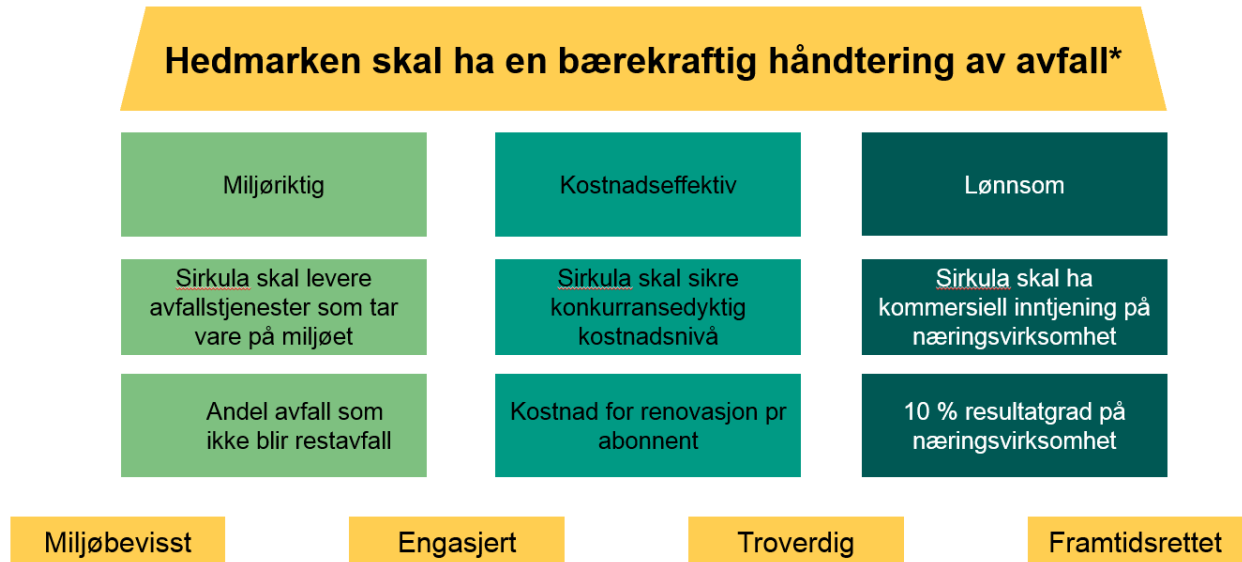 Hedmarken skal ha en bærekraftig håndtering av avfall*
Miljøriktig
Kostnadseffektiv
Lønnsom
Sirkula skal levere
avfallstjenester som tar
vare på miljøet
Sirkula skal sikre
konkurransedyktig
kostnadsnivå
Sirkula skal ha
kommersiell inntjening på
næringsvirksomhet
Andel avfall som
ikke blir restavfall
Kostnad for renovasjon pr
abonnent
10 % resultatgrad på
næringsvirksomhet
Miljøbevisst
Engasjert
Troverdig
Framtidsrettet